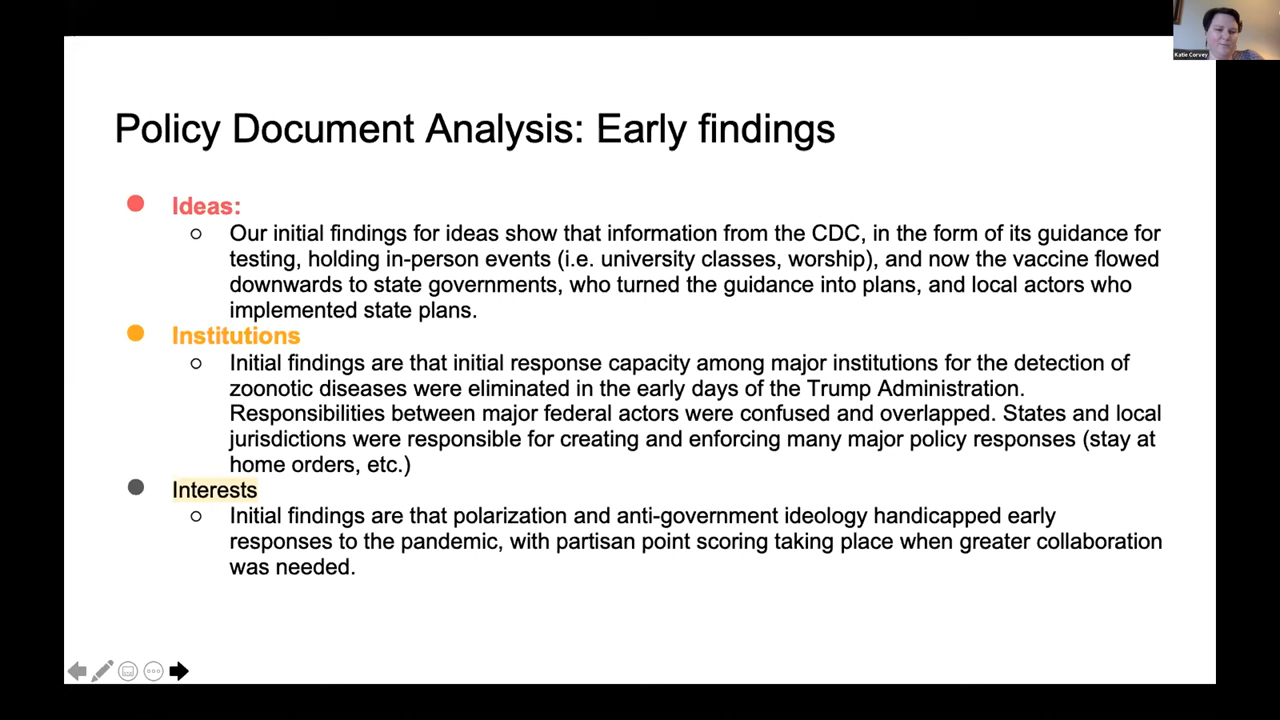 Katie Corvey
Policy Document Analysis: Early findings
Ideas:
Our initial findings for ideas show that information from the CDC, in the form of its guidance for
testing, holding in-person events (i.e. university classes, worship), and now the vaccine flowed
downwards to state governments, who turned the guidance into plans, and local actors who
implemented state plans.
Institutions
Initial findings are that initial response capacity among major institutions for the detection of
zoonotic diseases were eliminated in the early days of the Trump Administration.
Responsibilities between major federal actors were confused and overlapped. States and local
jurisdictions were responsible for creating and enforcing many major policy responses (stay at
home orders, etc.)
Interests
Initial findings are that polarization and anti-government ideology handicapped early
responses to the pandemic, with partisan point scoring taking place when greater collaboration
was needed.